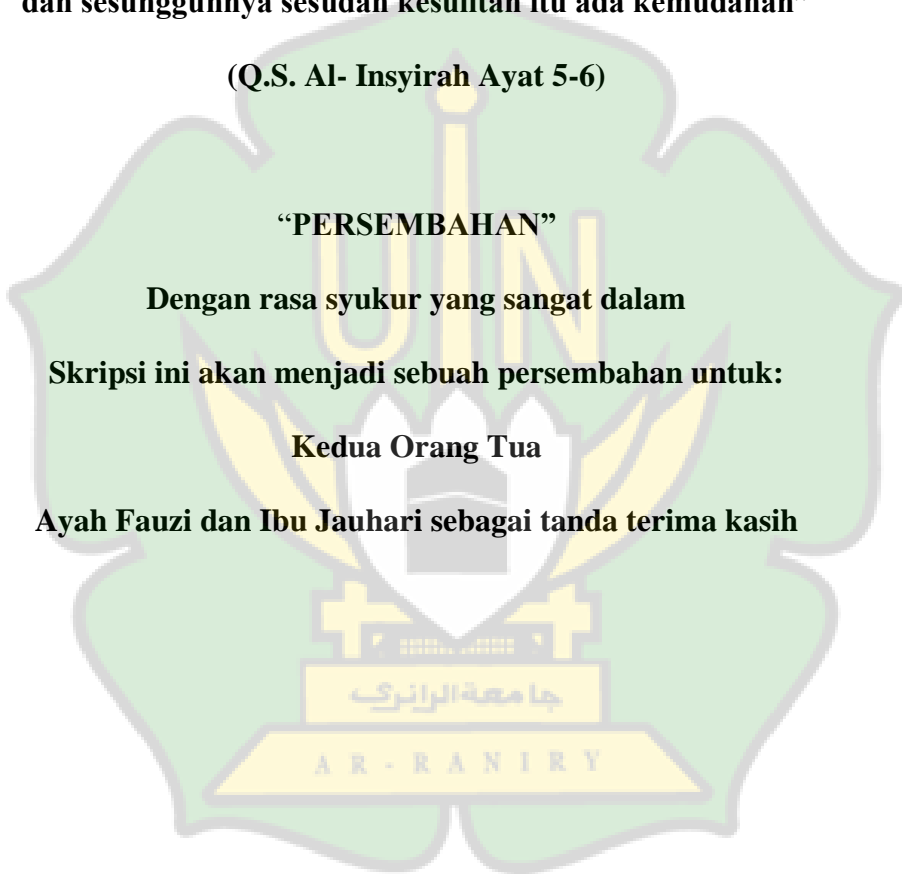 dan sesungguhnya sesudah kesulitan itu ada kemudahan”
(Q.S. Al- Insyirah Ayat 5-6)
“PERSEMBAHAN”
Dengan rasa syukur yang sangat dalam
Skripsi ini akan menjadi sebuah persembahan untuk:
Kedua Orang Tua
Ayah Fauzi dan Ibu Jauhari sebagai tanda terima kasih
UIN
جامعة الرانري
AR - RANIRY